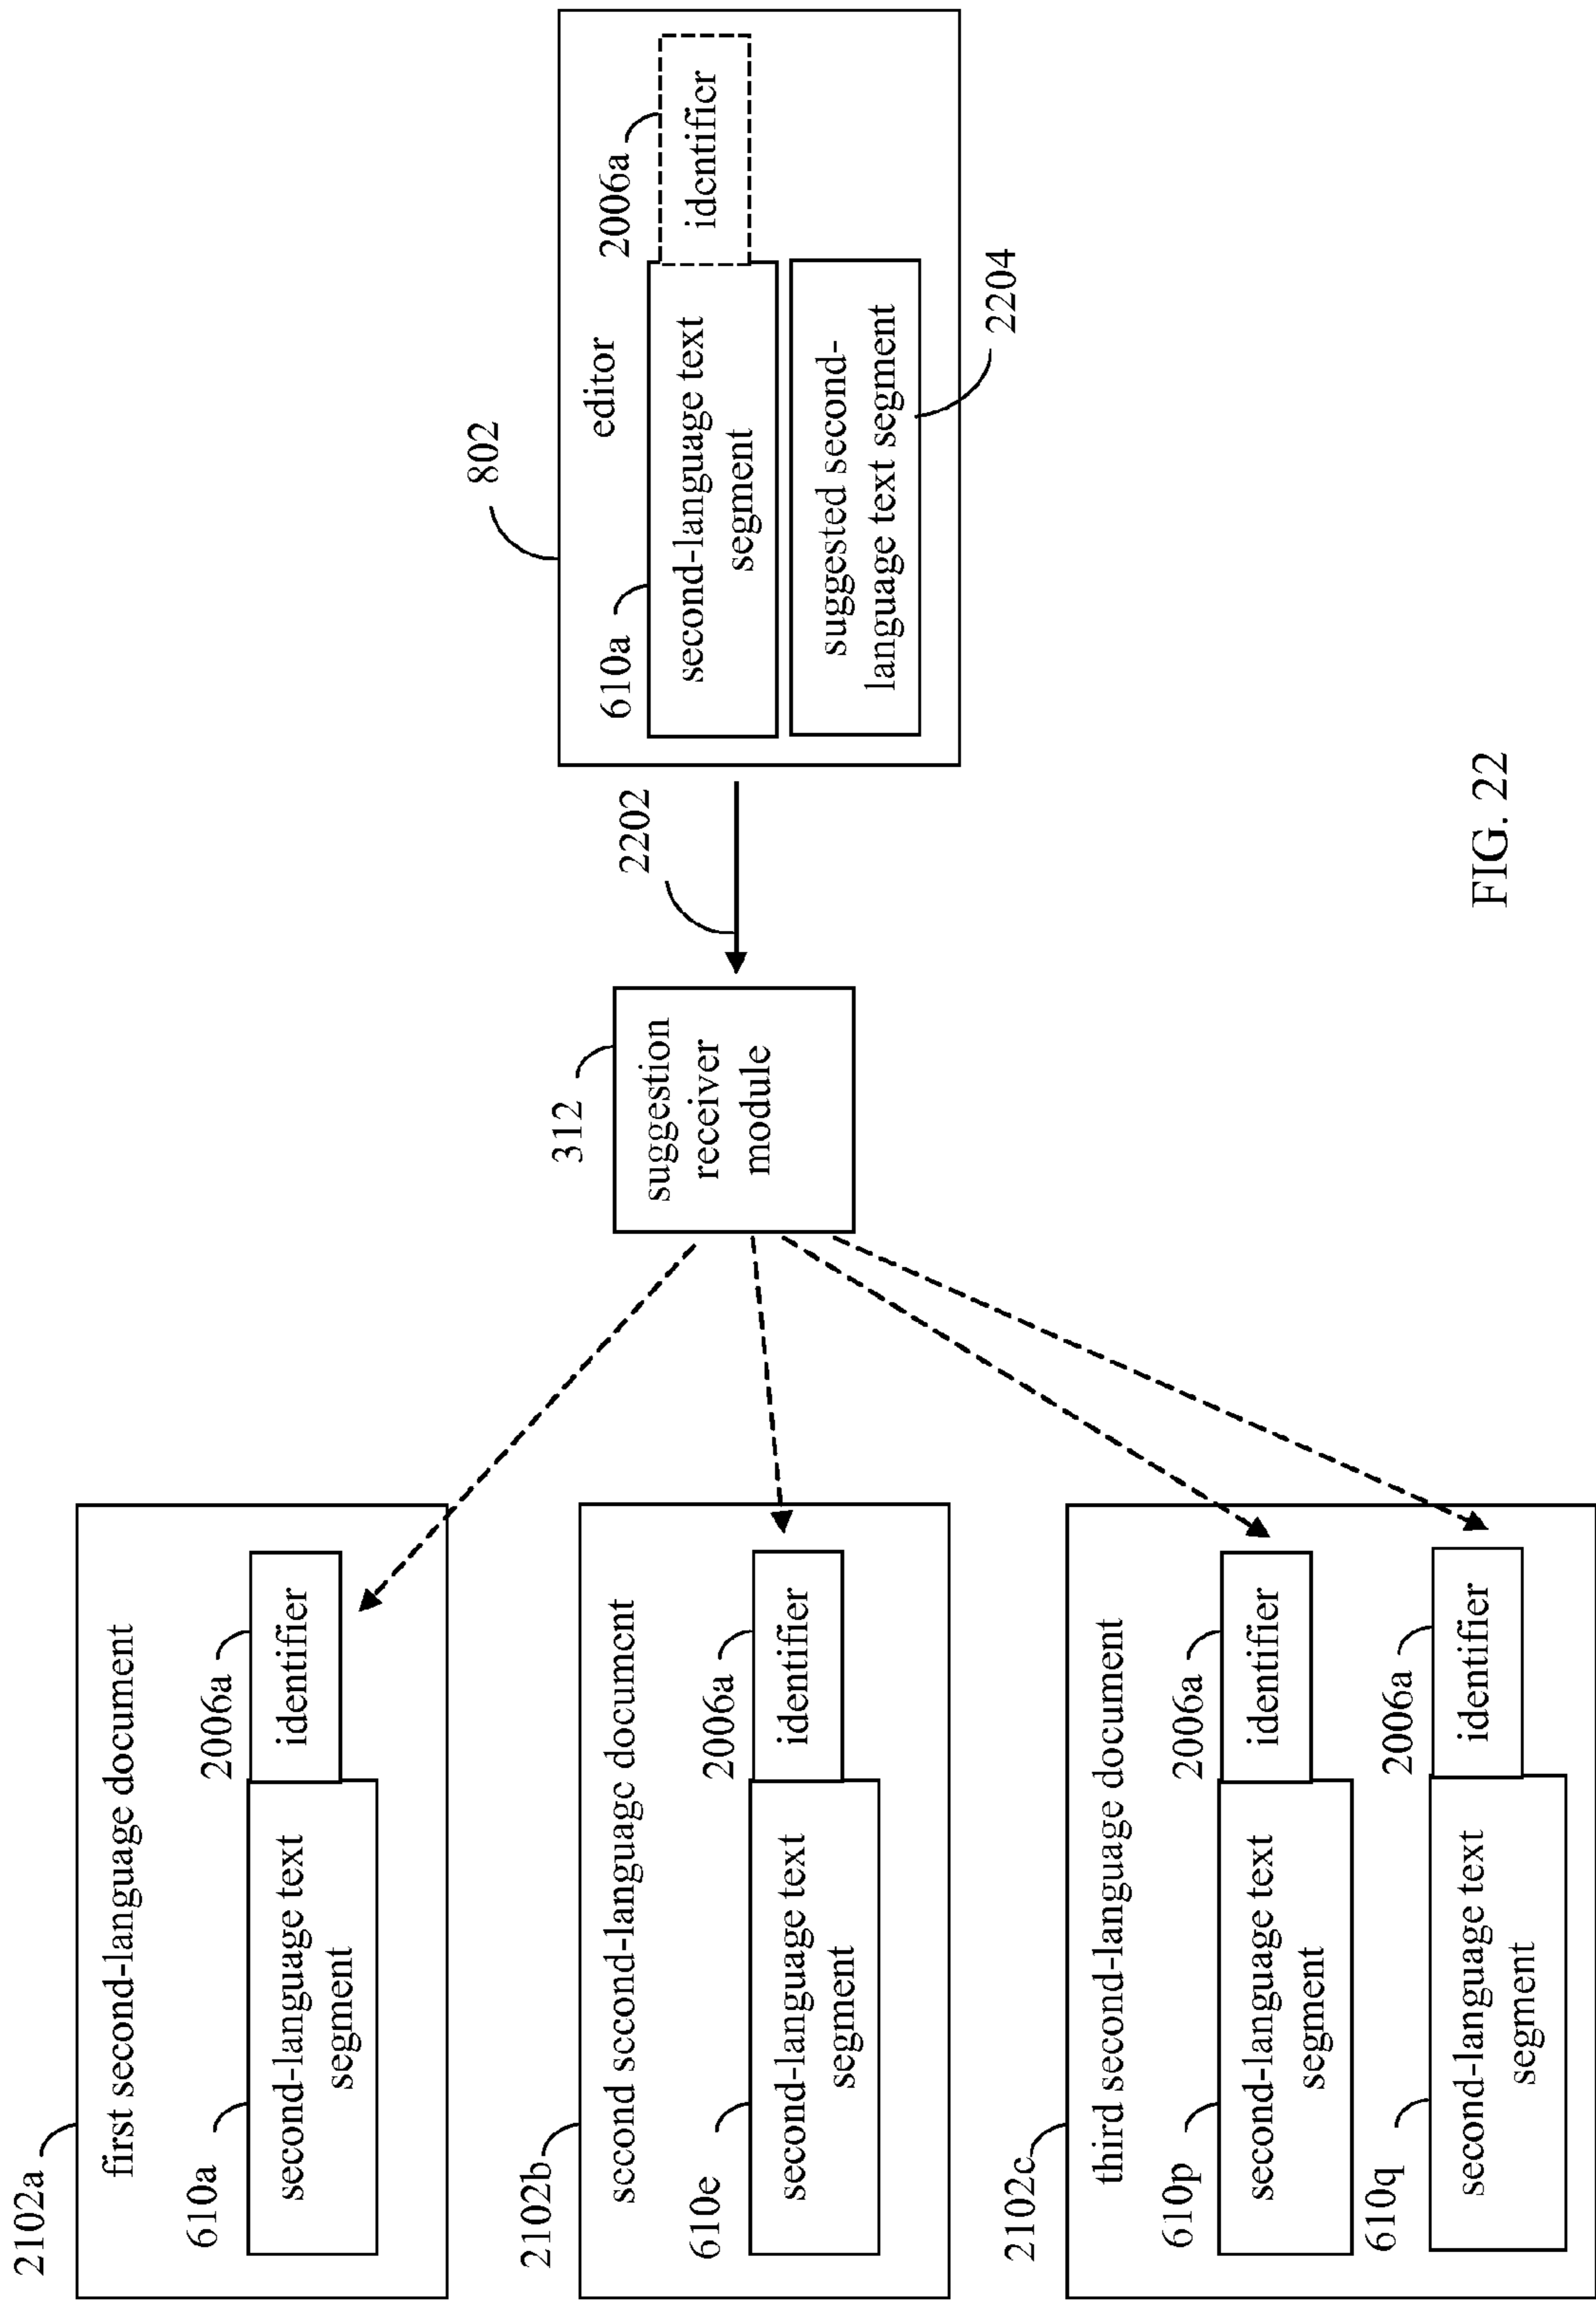 2102a
first second-language document
610a
second-language text
segment
2006a
identifier
2102b
second second-language document
610e
second-language text
segment
2006a
identifier
2102c
third second-language document
610p
second-language text
segment
2006a
identifier
610q
second-language text
segment
2006a
identifier
312
suggestion
receiver
module
2202
802
editor
610a
second-language text
segment
2006a
identifier
suggested second-
language text segment
2204
FIG. 22